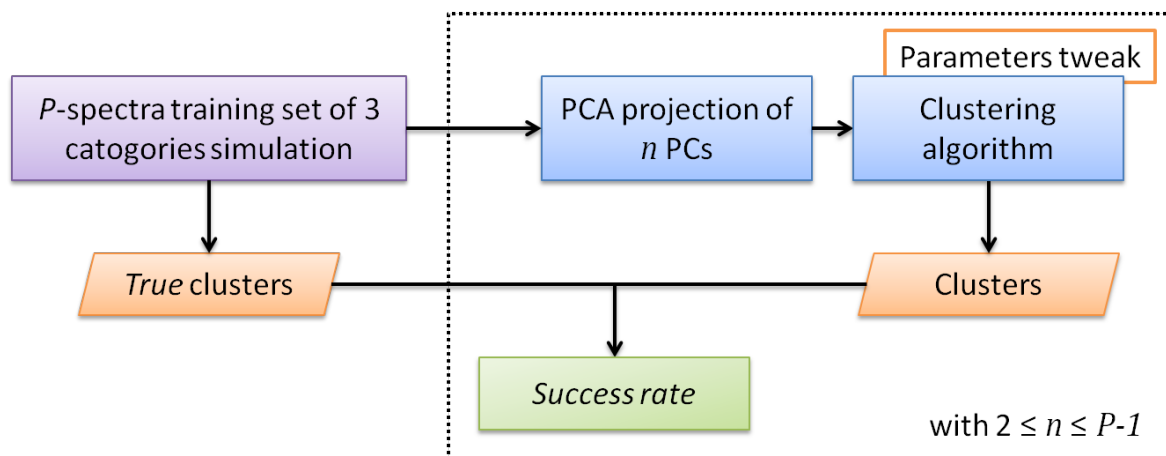 Parameters tweak
P-spectra training set of 3
catogories simulation
PCA projection of
n PCs
Clustering
algorithm
True clusters
Clusters
Success rate
with 2 ≤ n ≤ P-1